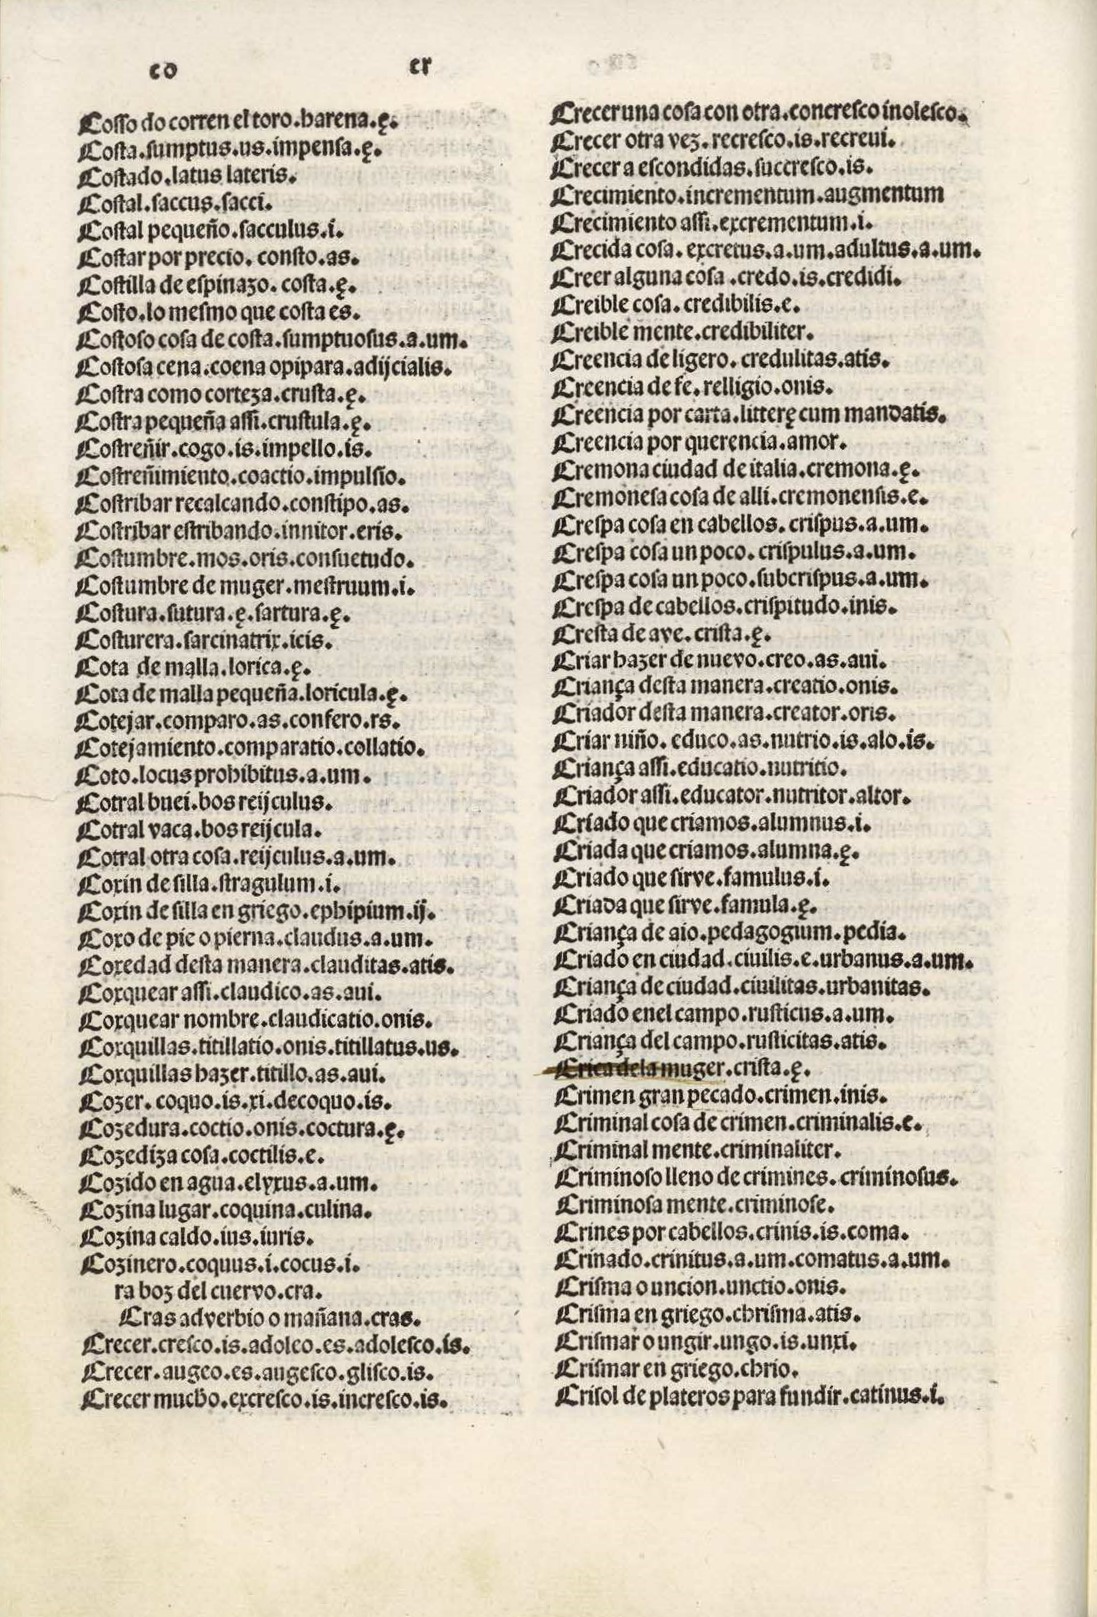 co
cr
Cosso do corren el toro.harena.ę.
Costa.sumptus.us.impensa.ę.
Costado.latus lateris.
Costal.saccus.sacci.
Costal pequeño.sacculus.i.
Costar por precio.consto.as.
Costilla de espinazo.costa.ę.
Costo.lo mesmo que costa es.
Costoso cosa de costa.sumptuosus.a.um.
Costosa cena.coena opipara.adijcialis.
Costra como corteza.crusta.ę.
Costra pequeña assi.crustula.ę.
Costreñir.cogo.is.impello.is.
Costreñimiento.coactio.impulsio.
Costribar recalcando.constipo.as.
Costribar estribando.innitor.eris.
Costumbre.mos.oris.consuetudo.
Costumbre de muger.mestruum.i.
Costura.sutura.ę.sartura.ę.
Costurera.sarcinatrix.icis.
Cota de malla.lorica.ę.
Cota de malla pequeña.loricula.ę.
Cotejar.comparo.as.confero.rs.
Cotejamiento.comparatio.collatio.
Coto.locus prohibitus.a.um.
Cotral buei.bos reijculus.
Cotral vaca.bos reijcula.
Cotral otra cosa.reijculus.a.um.
Coxin de silla.stragulum.i.
Coxin de silla en griego.ephipium.ij.
Coxo de pie o pierna.claudus.a.um.
Coxedad desta manera.clauditas.atis.
Coxquear assi.claudico.as.aui.
Coxquear nombre.claudicatio.onis.
Coxquillas.titillatio.onis.titillatus.us.
Coxquillas hazer.titillo.as.aui.
Cozer.coquo.is.xi.decoquo.is.
Cozedura.coctio.onis.coctura.ę.
Cozediza cosa.coctilis.e.
Cozido en agua.elyxus.a.um.
Cozina lugar.coquina.culina.
Cozina caldo.ius.iuris.
Cozinero.coquus.i.cocus.i.
ra boz del cuervo.cra.
Cras adverbio o mañana.cras.
Crecer.cresco.is.adoleo.es.adolesco.is.
Crecer.augeo.es.augesco.glisco.is.
Crecer mucho.excresco.is.incresco.is.
Crecer una cosa con otra.concresco inolesco.
Crecer otra vez.recresco.is.recreui.
Crecer a escondidas.succresco.is.
Crecimiento.incrementum.augmentum
Crecimiento assi.excrementum.i.
Crecida cosa.excretus.a.um.adultus.a.um.
Creer alguna cosa.credo.is.credidi.
Creible cosa.credibilis.e.
Creible mente.credibiliter.
Creencia de ligero.credulitas.atis.
Creencia de fe.relligio.onis.
Creencia por carta.litterę cum mandatis.
Creencia por querencia.amor.
Cremona ciudad de italia.cremona.ę.
Cremonesa cosa de alli.cremonensis.e.
Crespa cosa en cabellos.crispus.a.um.
Crespa cosa un poco.crispulus.a.um.
Crespa cosa un poco.subcrispus.a.um.
Crespa de cabellos.crispitudo.inis.
Cresta de ave.crista.ę.
Criar hazer de nuevo.creo.as.aui.
Criança desta manera.creatio.onis.
Criador desta manera.creator.oris.
Criar niño.educo.as.nutrio.is.alo.is.
Criança assi.educatio.nutritio.
Criador assi.educator.nutritor.altor.
Criado que criamos.alumnus.i.
Criada que criamos.alumna.ę.
Criado que sirve.famulus.i.
Criada que sirve.famula.ę.
Criança de aio.pedagogium.pedia.
Criado en ciudad.ciuilis.e.urbanus.a.um.
Criança de ciudad.ciuilitas.urbanitas.
Criado enel campo.rusticus.a.um.
Criança del campo.rusticitas.atis.
Crica dela muger.crista.ę.
Crimen gran pecado.crimen.inis.
Criminal cosa de crimen.criminalis.e.
Criminal mente.criminaliter.
Criminoso lleno de crimines.criminosus.
Criminosa mente.criminose.
Crines por cabellos.crinis.is.coma.
Crinado.crinitus.a.um.comatus.a.um.
Crisma o uncion.unctio.onis.
Crisma en griego.chrisma.atis.
Crismar o ungir.ungo.is.unxi.
Crismar en griego.chrio.
Crisol de plateros para fundir.catinus.i.